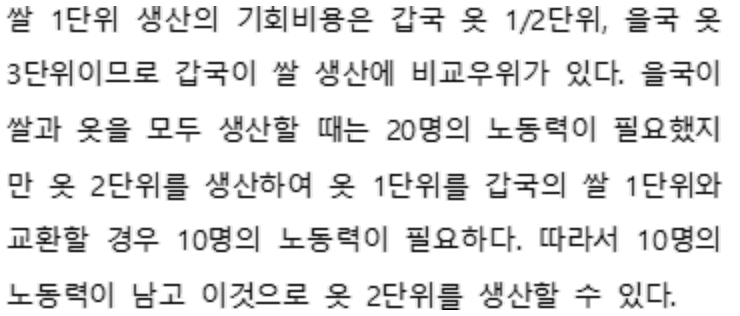 쌀 1단위 생산의 기회비용은 갑국 옷 1/2단위, 을국 옷
3단위이므로 갑국이 쌀 생산에 비교우위가 있다. 을국이
쌀과 옷을 모두 생산할 때는 20명의 노동력이 필요했지
만 옷 2단위를 생산하여 옷 1단위를 갑국의 쌀 1단위와
교환할 경우 10명의 노동력이 필요하다. 따라서 10명의
노동력이 남고 이것으로 옷 2단위를 생산할 수 있다.